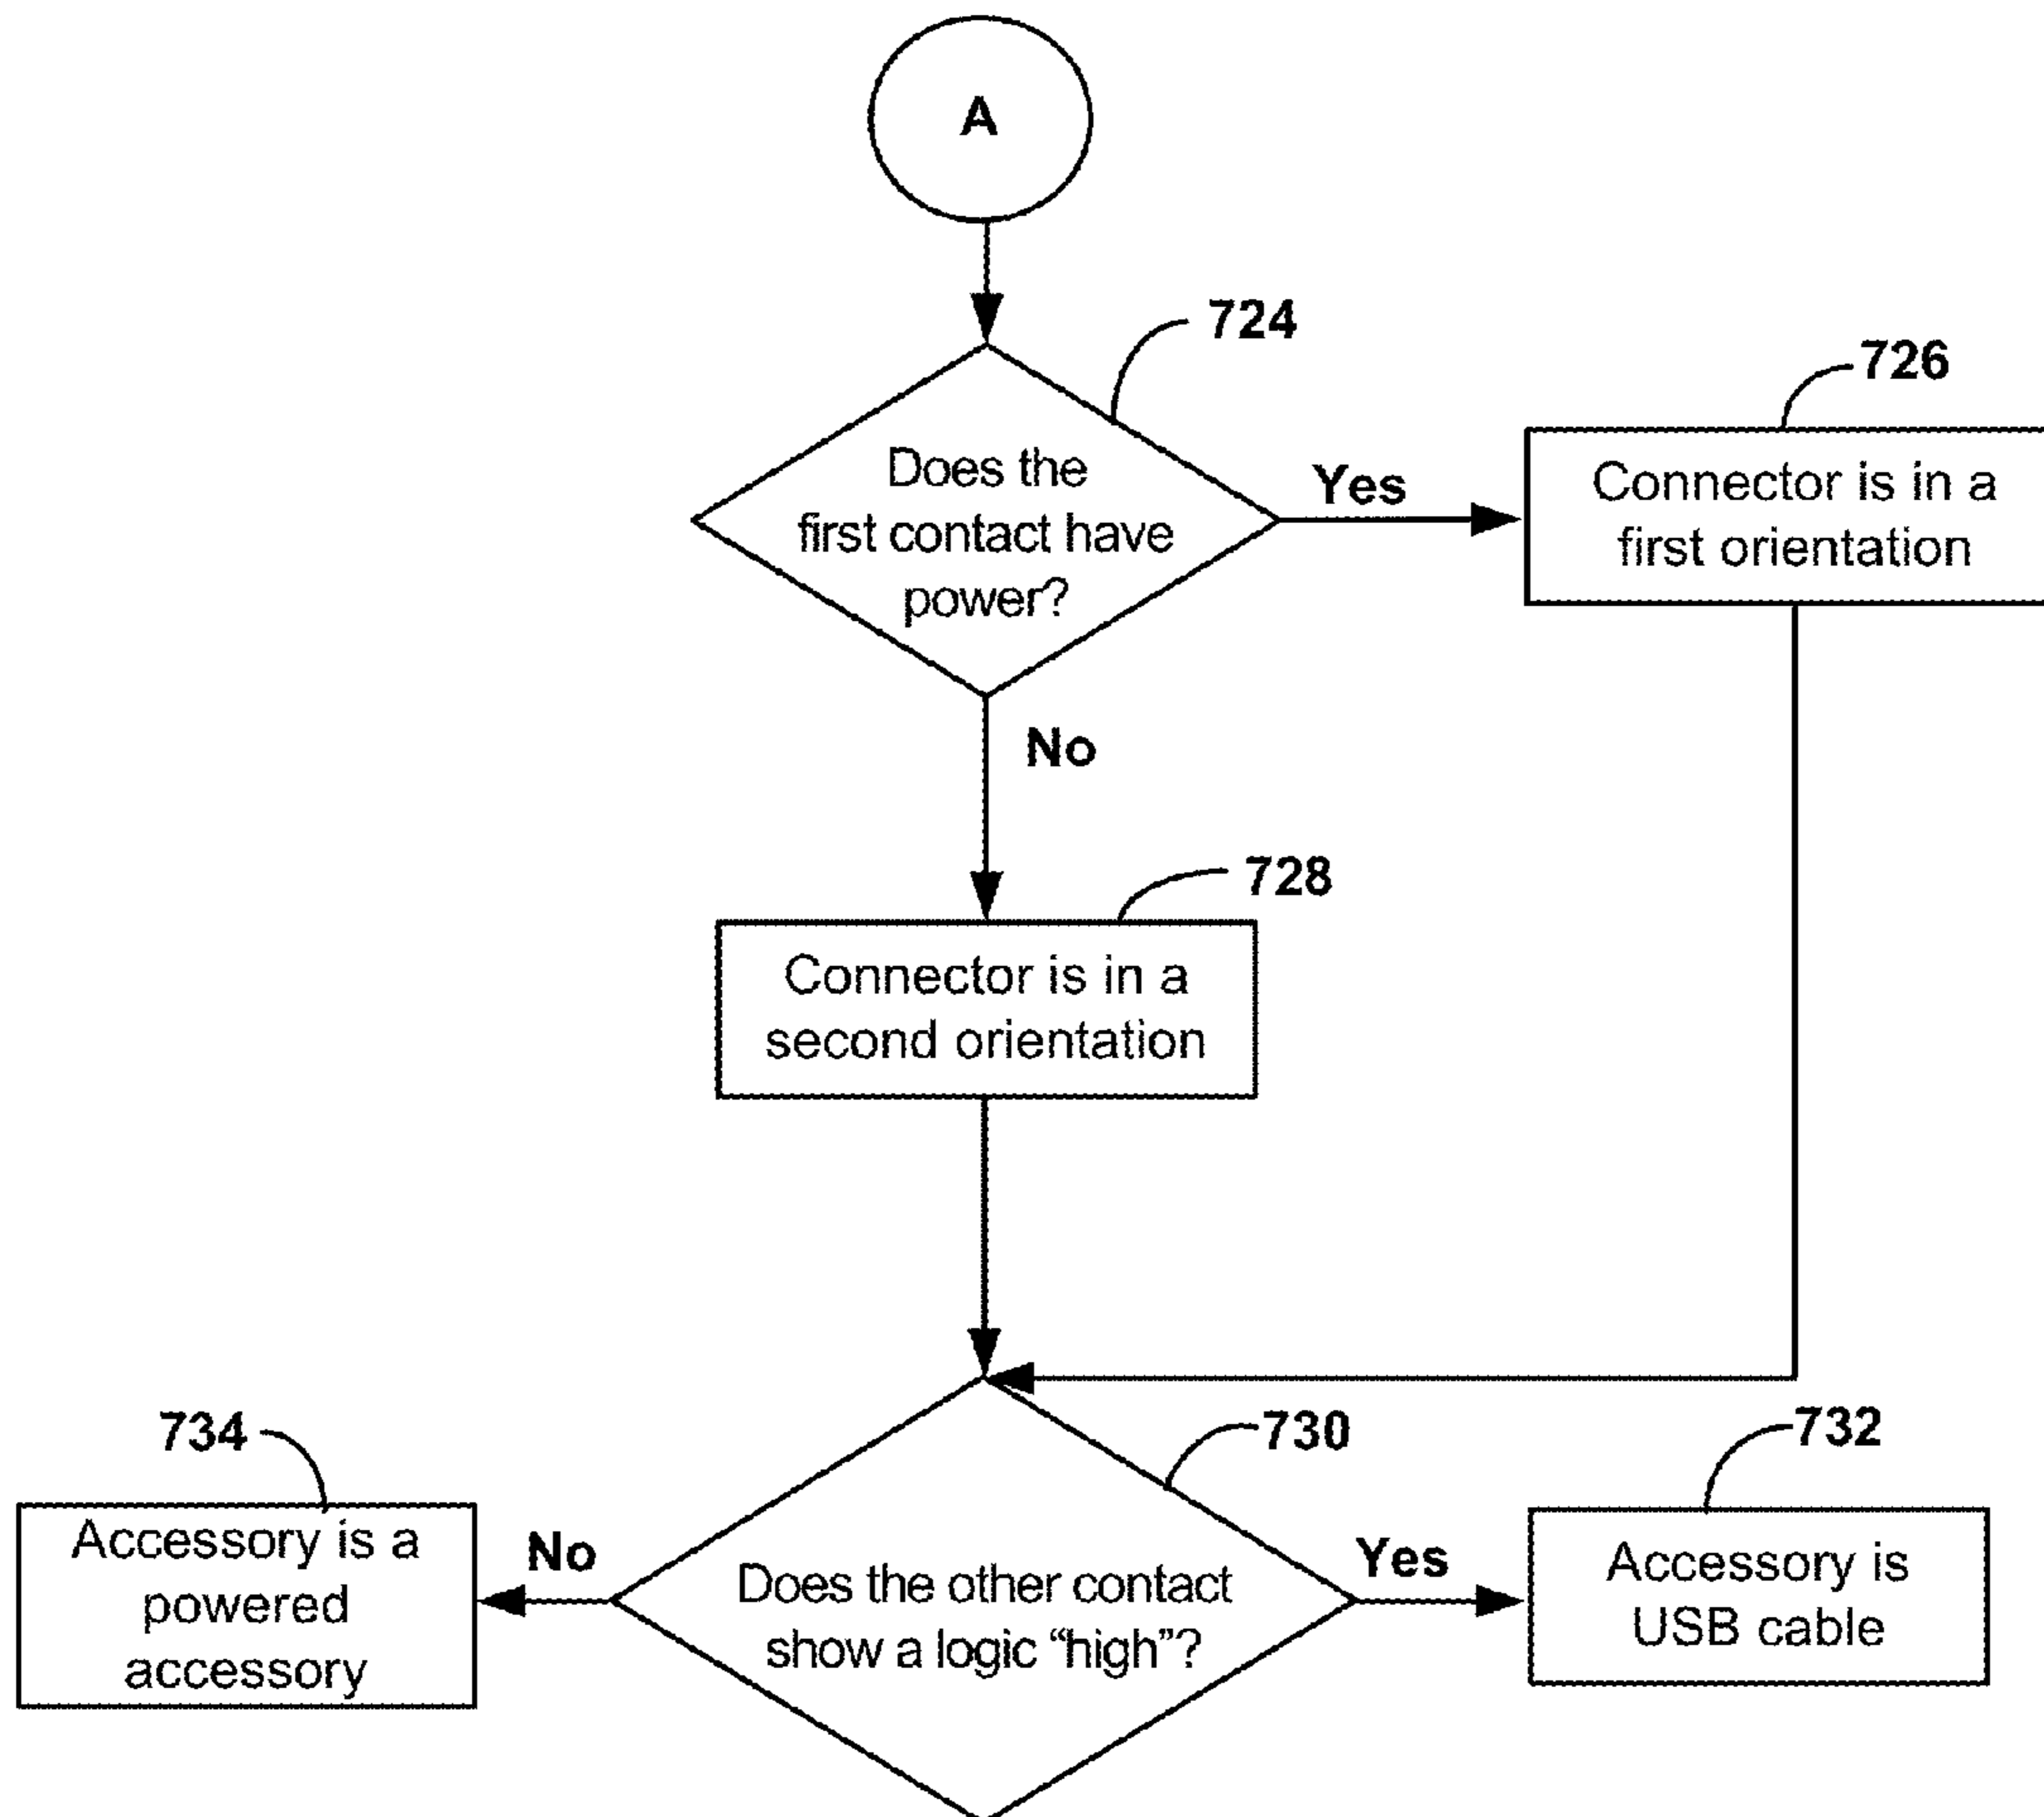 A
724
Does the
first contact have
power?
Yes
726
Connector is in a
first orientation
No
728
Connector is in a
second orientation
730
Does the other contact
show a logic “high”?
Yes
732
Accessory is
USB cable
No
734
Accessory is a
powered
accessory